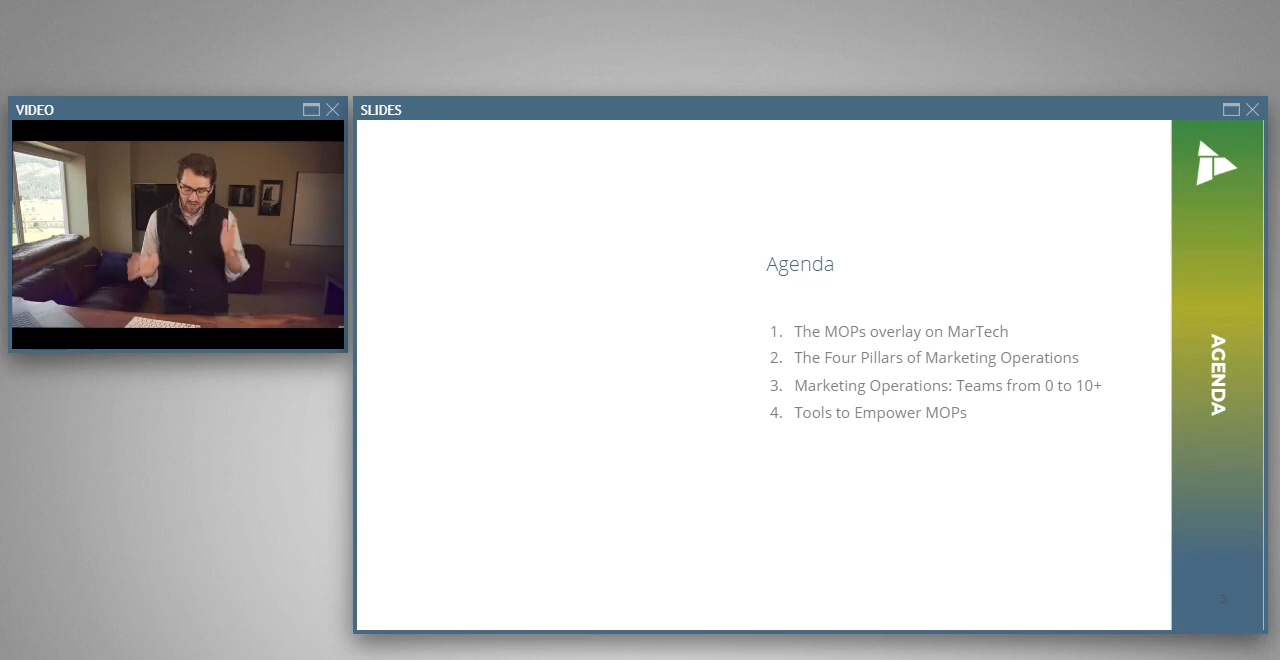 VIDEO
SLIDES
Agenda
1. The MOPs overlay on MarTech
2. The Four Pillars of Marketing Operations
3. Marketing Operations: Teams from 0 to 10+
4. Tools to Empower MOPs
AGENDA
3